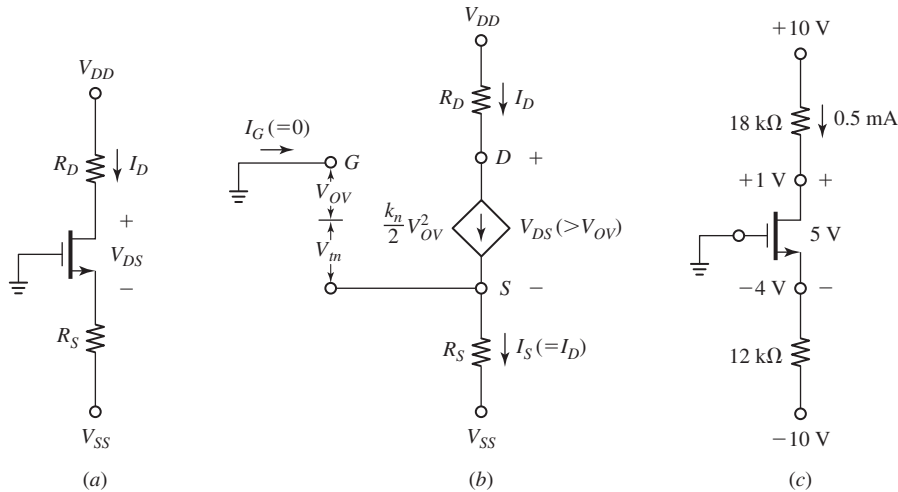 V_DD
R_D
I_D
+
V_DS
−
R_S
V_SS
(a)
V_DD
R_D
I_D
I_G (=0)
G
D
+
V_OV
V_tn
k_n/2 V_OV^2
V_DS (>V_OV)
S
−
R_S
I_S (=I_D)
V_SS
(b)
+10 V
18 kΩ
0.5 mA
+1 V
+
5 V
−4 V
−
12 kΩ
−10 V
(c)